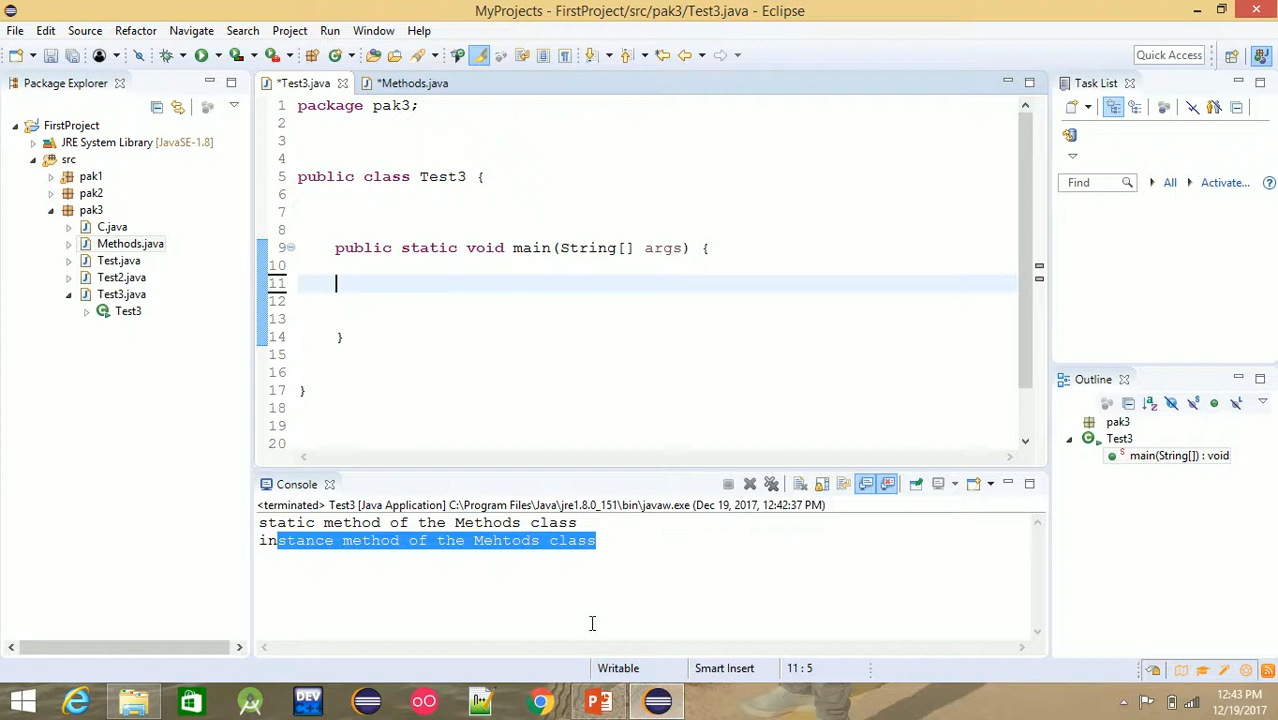 MyProjects - FirstProject/src/pak3/Test3.java - Eclipse
File Edit Source Refactor Navigate Search Project Run Window Help
Quick Access
Package Explorer
*Test3.java
*Methods.java
Task List
FirstProject
JRE System Library [JavaSE-1.8]
src
pak1
pak2
pak3
C.java
Methods.java
Test.java
Test2.java
Test3.java
Test3
1 package pak3;
2
3
4
5 public class Test3 {
6
7
8
9 public static void main(String[] args) {
10
11
12
13
14 }
15
16
17 }
18
19
20
Find All Activate...
Outline
pak3
Test3
main(String[]) : void
Console
<terminated> Test3 [Java Application] C:\Program Files\Java\jre1.8.0_151\bin\javaw.exe (Dec 19, 2017, 12:42:37 PM)
static method of the Methods class
instance method of the Mehtods class
Writable Smart Insert 11 : 5
DEV
12:43 PM
12/19/2017